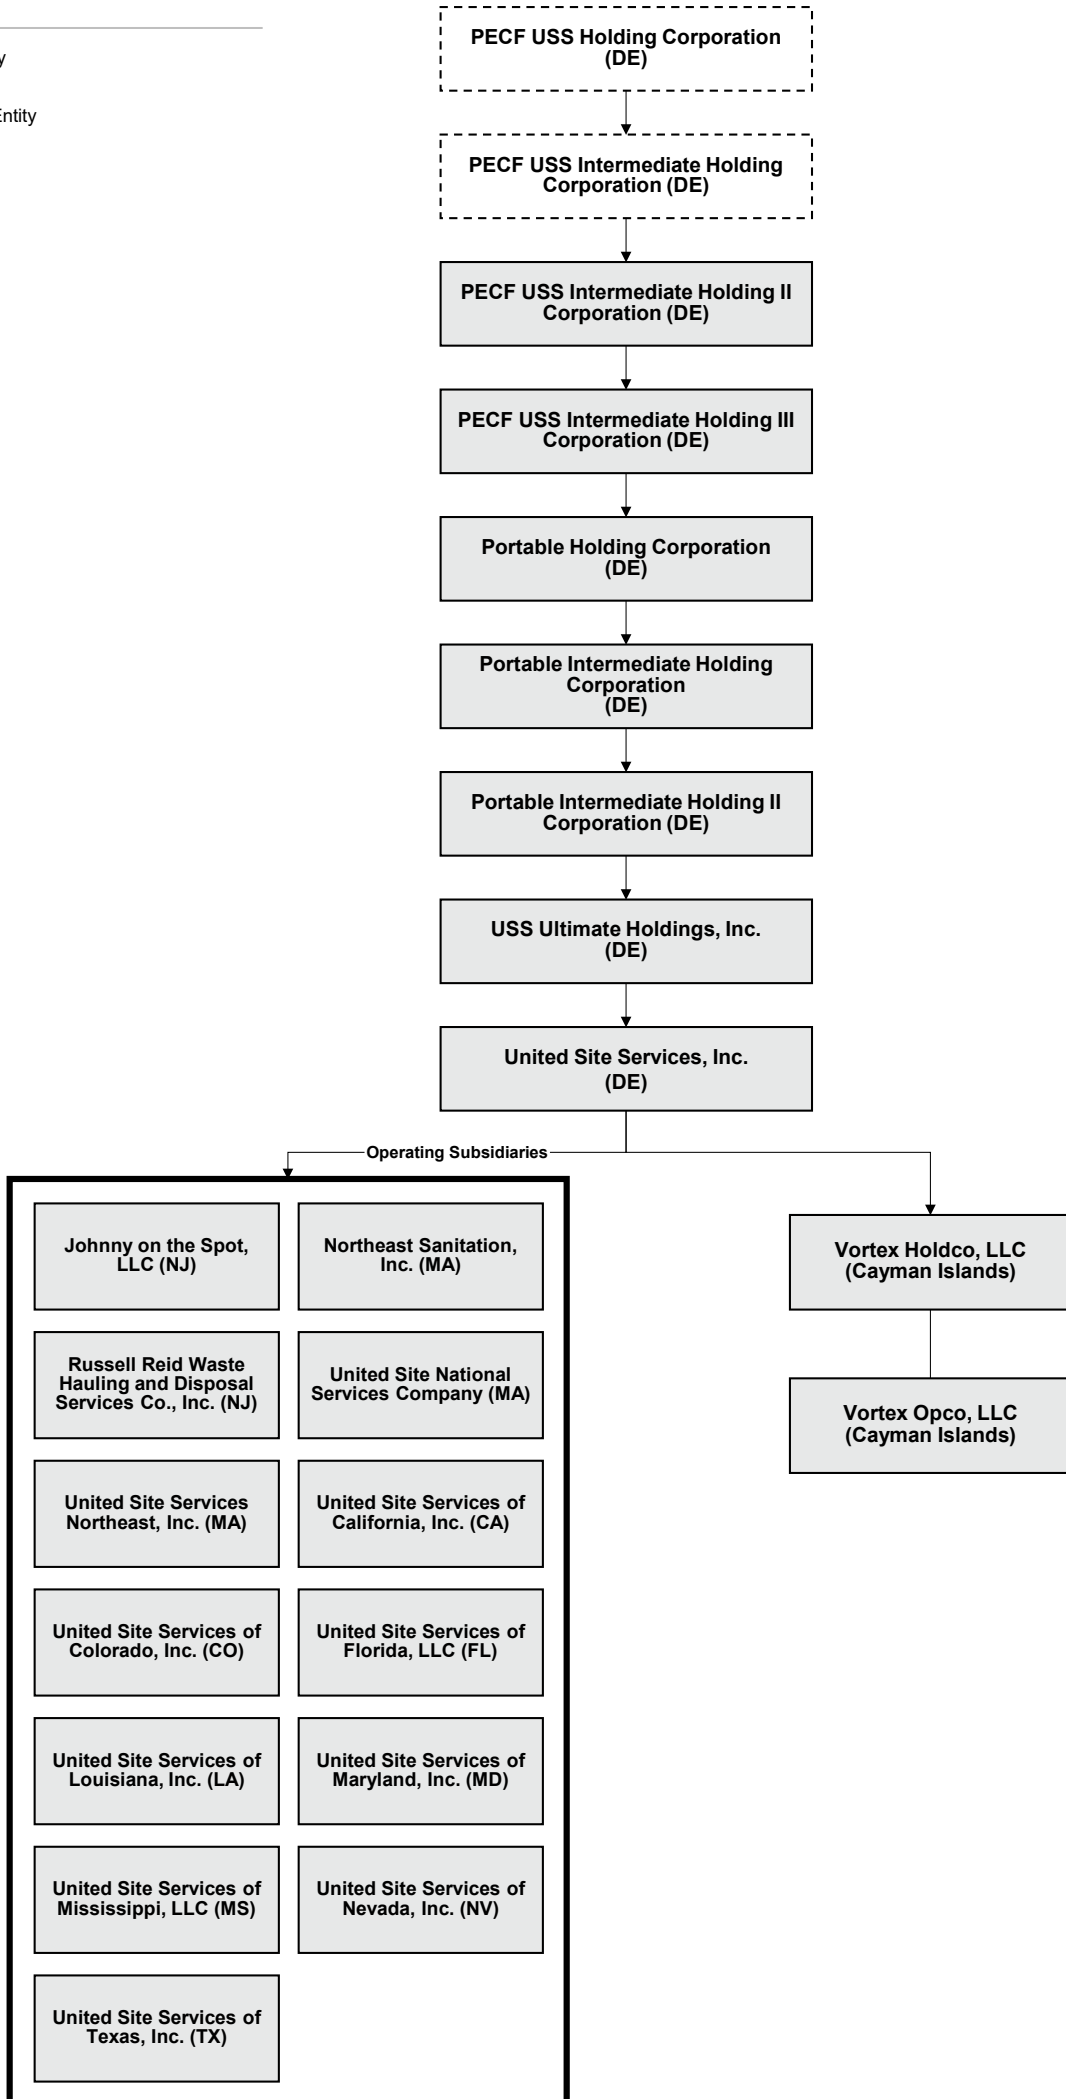 Entity
PECF USS Holding Corporation
(DE)
PECF USS Intermediate Holding
Corporation (DE)
PECF USS Intermediate Holding II
Corporation (DE)
PECF USS Intermediate Holding III
Corporation (DE)
Portable Holding Corporation
(DE)
Portable Intermediate Holding
Corporation
(DE)
Portable Intermediate Holding II
Corporation (DE)
USS Ultimate Holdings, Inc.
(DE)
United Site Services, Inc.
(DE)
Operating Subsidiaries
Johnny on the Spot,
LLC (NJ)
Northeast Sanitation,
Inc. (MA)
Russell Reid Waste
Hauling and Disposal
Services Co., Inc. (NJ)
United Site National
Services Company (MA)
United Site Services
Northeast, Inc. (MA)
United Site Services of
California, Inc. (CA)
United Site Services of
Colorado, Inc. (CO)
United Site Services of
Florida, LLC (FL)
United Site Services of
Louisiana, Inc. (LA)
United Site Services of
Maryland, Inc. (MD)
United Site Services of
Mississippi, LLC (MS)
United Site Services of
Nevada, Inc. (NV)
United Site Services of
Texas, Inc. (TX)
Vortex Holdco, LLC
(Cayman Islands)
Vortex Opco, LLC
(Cayman Islands)